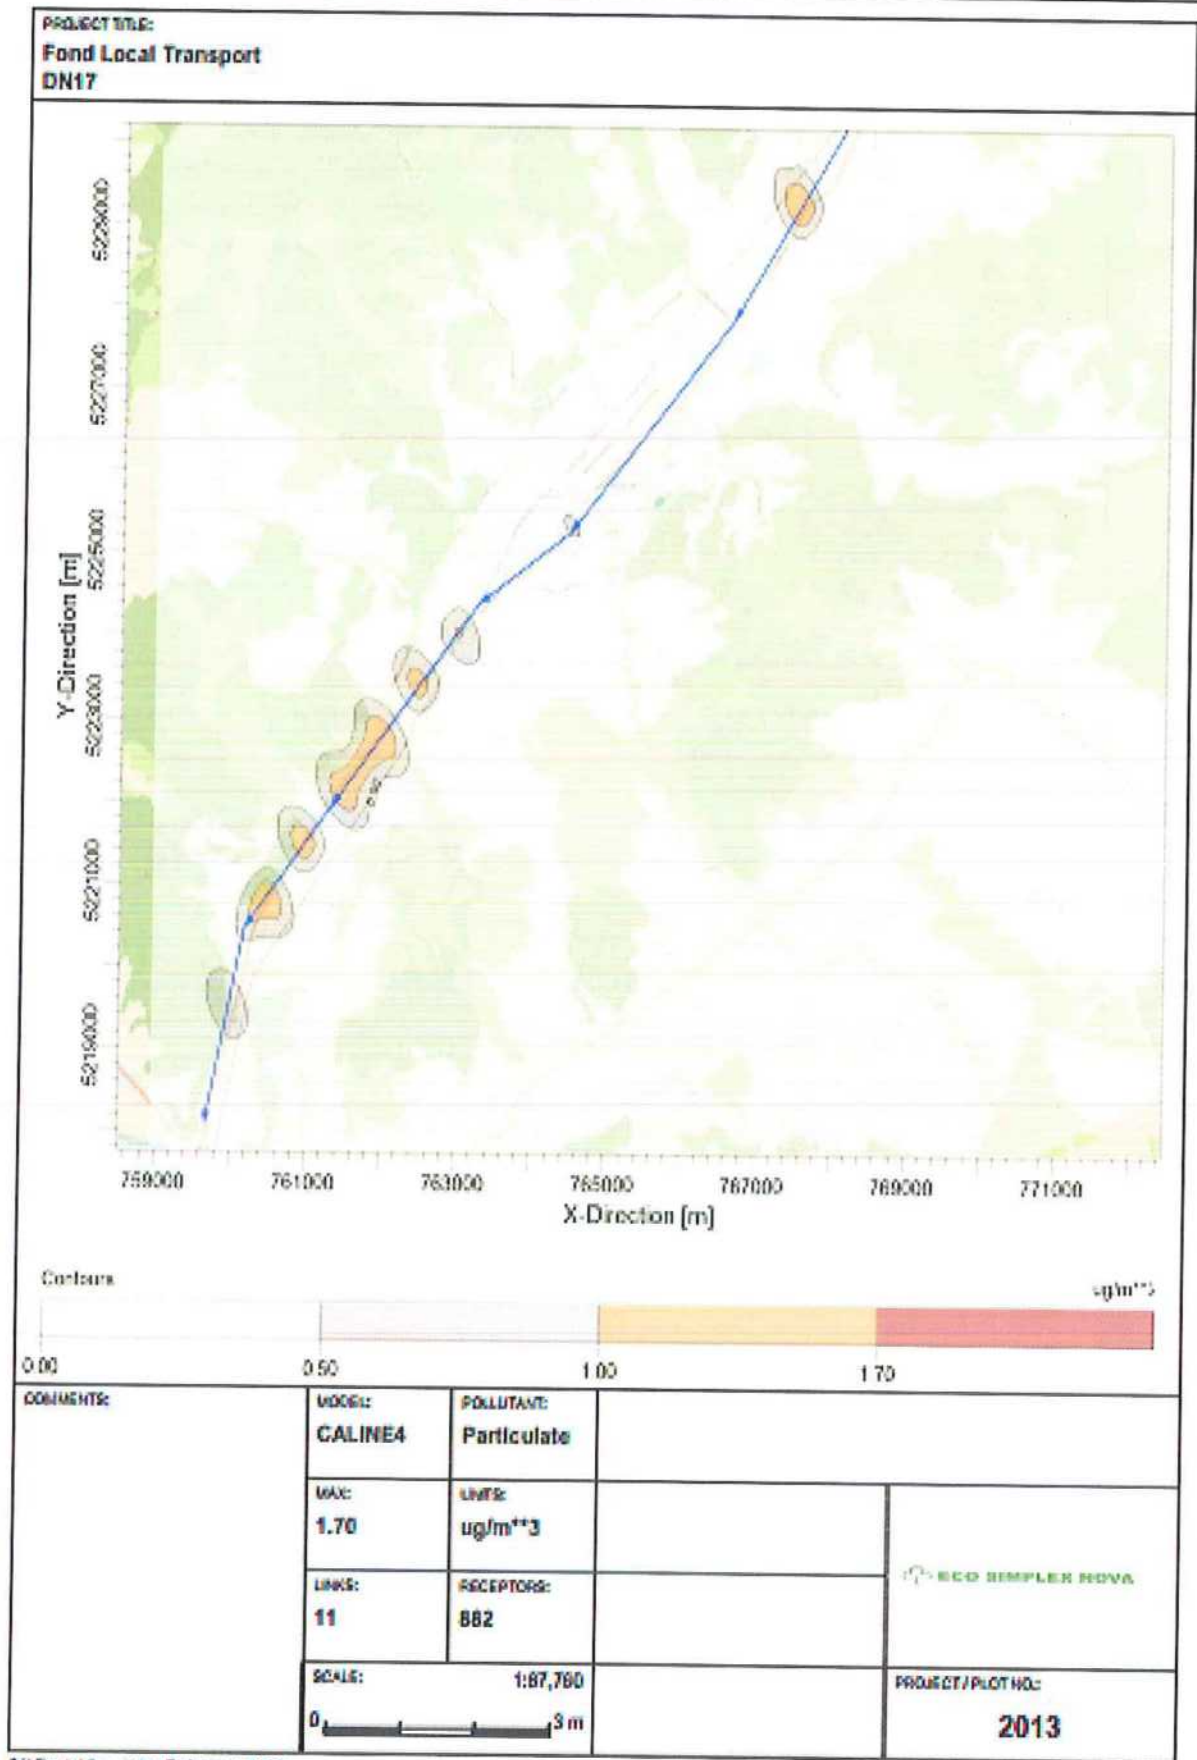 PROJECT TITLE:
Fond Local Transport
DN17
Y-Direction [m]
5229000
5227000
5225000
5223000
5221000
5219000
759000 761000 763000 765000 767000 769000 771000
X-Direction [m]
Contours
ug/m**3
0.00 0.50 1.00 1.70
COMMENTS:
MODEL:
CALINE4
POLLUTANT:
Particulate
MAX:
1.70
UNITS:
ug/m**3
LINKS:
11
RECEPTORS:
882
SCALE: 1:87,760
0 3 m
ECO SIMPLEX NOVA
PROJECT / PLOT NO.:
2013